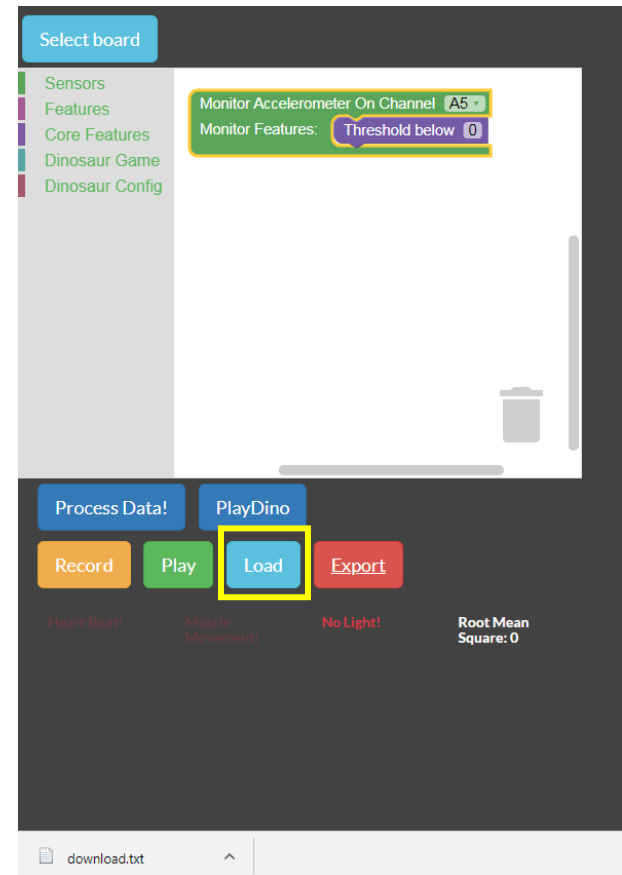 Select board
Sensors
Features
Core Features
Dinosaur Game
Dinosaur Config
Monitor Accelerometer On Channel A5
Monitor Features: Threshold below 0
Process Data! PlayDino
Record Play Load Export
Heart Beat! Muscle No Light! Root Mean
Movement! Square: 0
download.txt